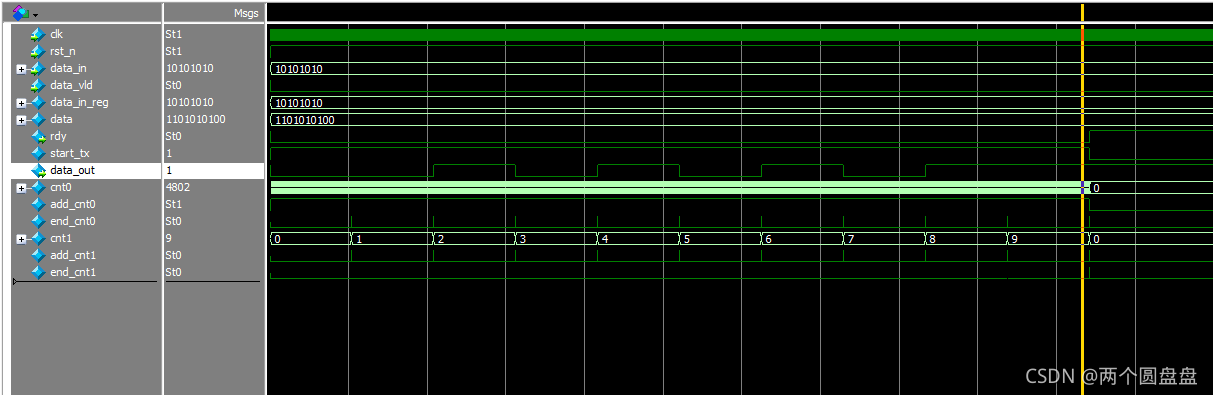 Msgs
clk St1
rst_n St1
data_in 10101010 10101010
data_vld St0
data_in_reg 10101010 10101010
data 1101010100 1101010100
rdy St0
start_tx 1
data_out 1
cnt0 4802 0
add_cnt0 St1
end_cnt0 St0
cnt1 9 0 1 2 3 4 5 6 7 8 9 0
add_cnt1 St0
end_cnt1 St0
CSDN @两个圆盘盘